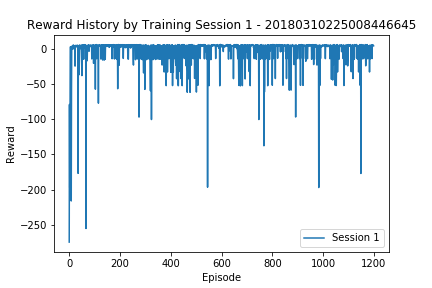 Reward History by Training Session 1 - 20180310225008446645
0
−50
−100
−150
−200
−250
Reward
0 200 400 600 800 1000 1200
Episode
Session 1